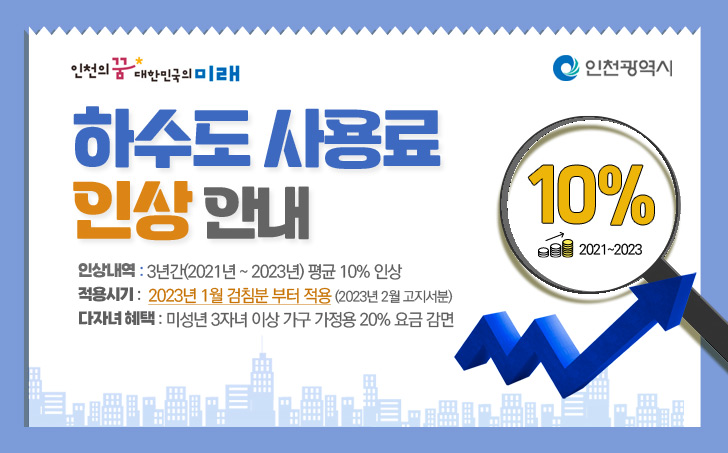 인천의 꿈 대한민국의 미래
인천광역시
하수도 사용료
인상 안내
10%
2021~2023
인상내역 : 3년간(2021년 ~ 2023년) 평균 10% 인상
적용시기 : 2023년 1월 검침분 부터 적용 (2023년 2월 고지서분)
다자녀 혜택 : 미성년 3자녀 이상 가구 가정용 20% 요금 감면